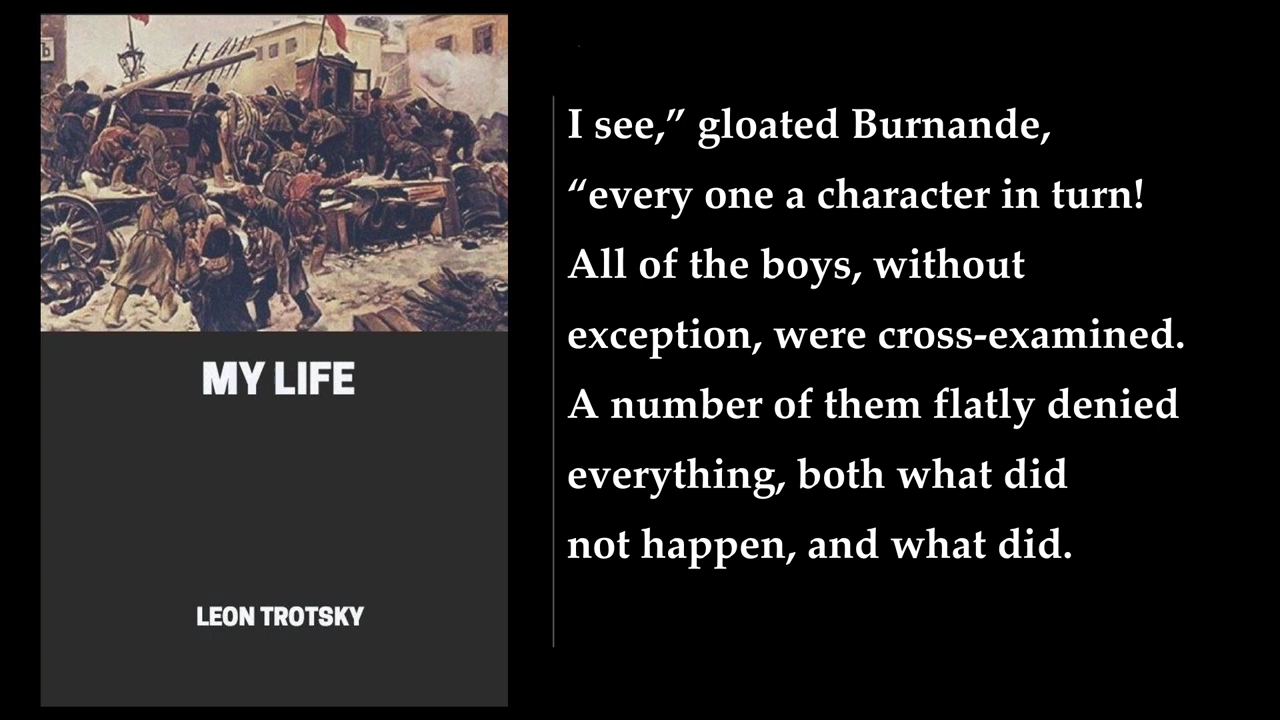 MY LIFE
LEON TROTSKY
I see,” gloated Burnande,
“every one a character in turn!
All of the boys, without
exception, were cross-examined.
A number of them flatly denied
everything, both what did
not happen, and what did.